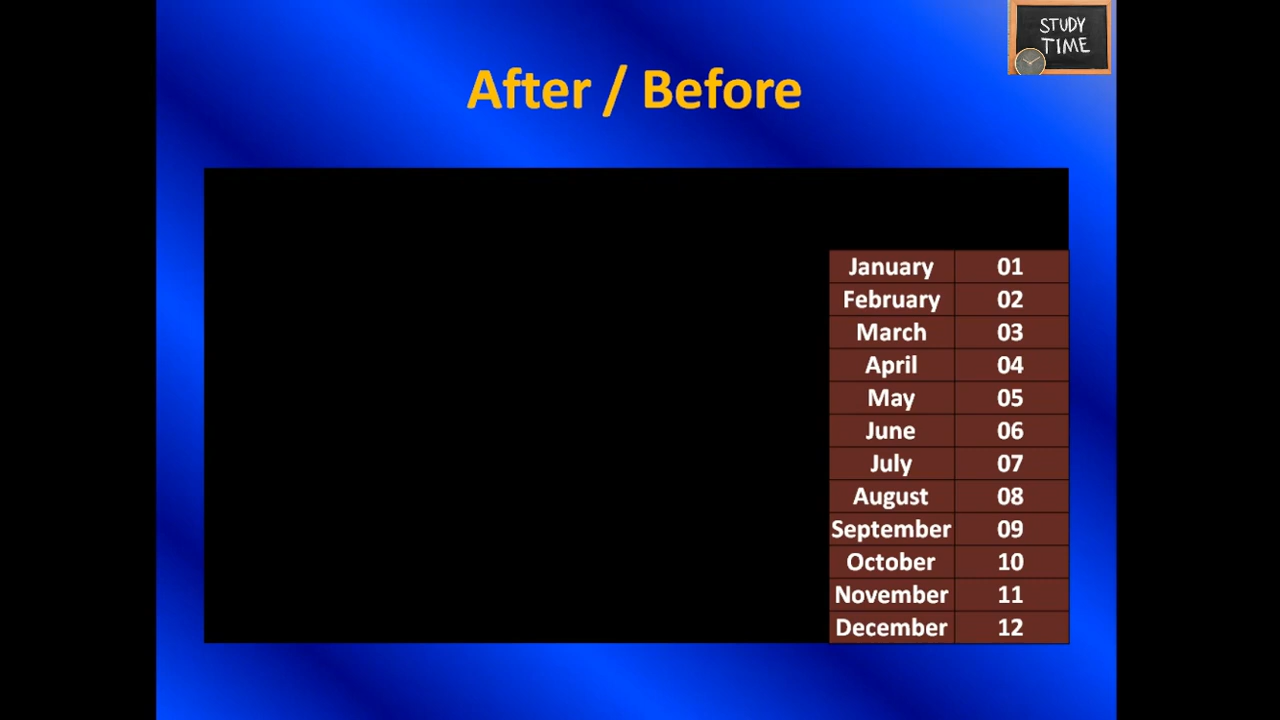 STUDY
TIME
After / Before
January 01
February 02
March 03
April 04
May 05
June 06
July 07
August 08
September 09
October 10
November 11
December 12